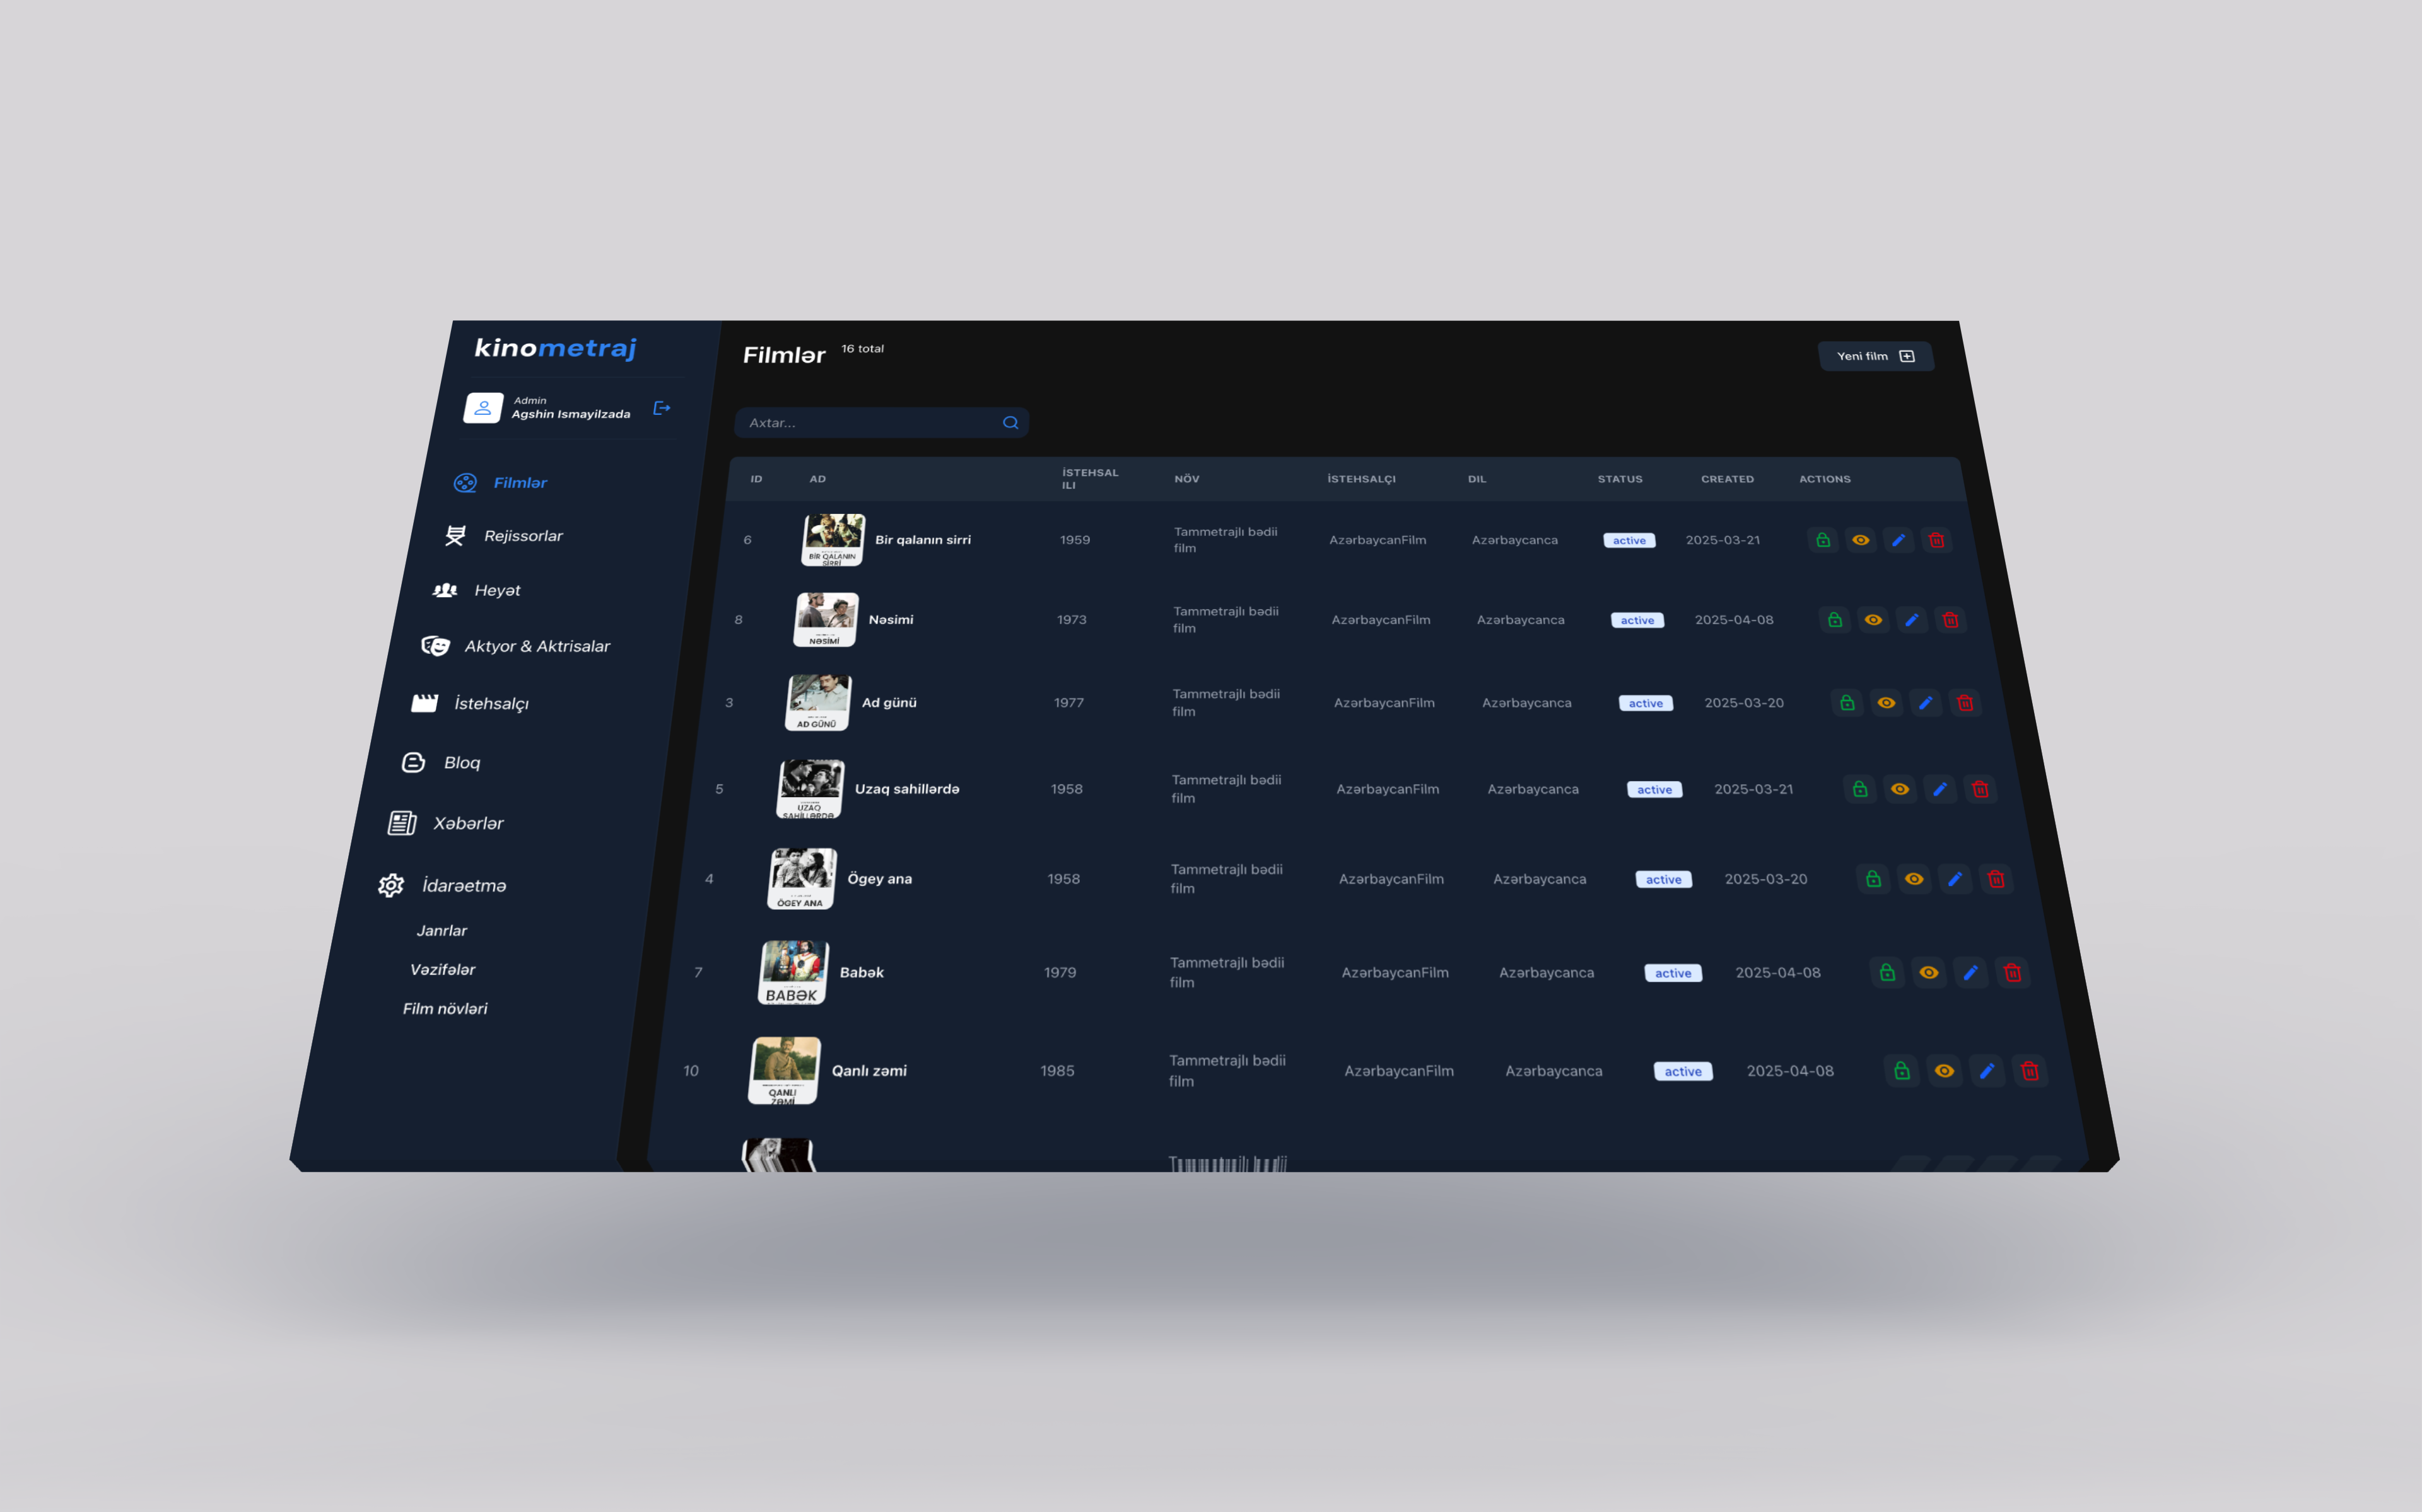 kinometraj
Admin
Agshin Ismayilzada
Filmlər
Rejissorlar
Heyət
Aktyor & Aktrisalar
İstehsalçı
Bloq
Xəbərlər
İdarəetmə
Janrlar
Vəzifələr
Film növləri
Filmlər 16 total
Yeni film
Axtar...
ID AD İSTEHSAL NÖV İSTEHSALÇI DIL STATUS CREATED ACTIONS
ILI
BİR QALANIN
SİRRİ
6 Bir qalanın sirri 1959 Tammetrajlı bədii AzərbaycanFilm Azərbaycanca active 2025-03-21
film
NƏSİMİ
8 Nəsimi 1973 Tammetrajlı bədii AzərbaycanFilm Azərbaycanca active 2025-04-08
film
AD GÜNÜ
3 Ad günü 1977 Tammetrajlı bədii AzərbaycanFilm Azərbaycanca active 2025-03-20
film
UZAQ
SAHİLLƏRDƏ
5 Uzaq sahillərdə 1958 Tammetrajlı bədii AzərbaycanFilm Azərbaycanca active 2025-03-21
film
ÖGEY ANA
4 Ögey ana 1958 Tammetrajlı bədii AzərbaycanFilm Azərbaycanca active 2025-03-20
film
BABƏK
7 Babək 1979 Tammetrajlı bədii AzərbaycanFilm Azərbaycanca active 2025-04-08
film
QANLI
ZƏMİ
10 Qanlı zəmi 1985 Tammetrajlı bədii AzərbaycanFilm Azərbaycanca active 2025-04-08
film